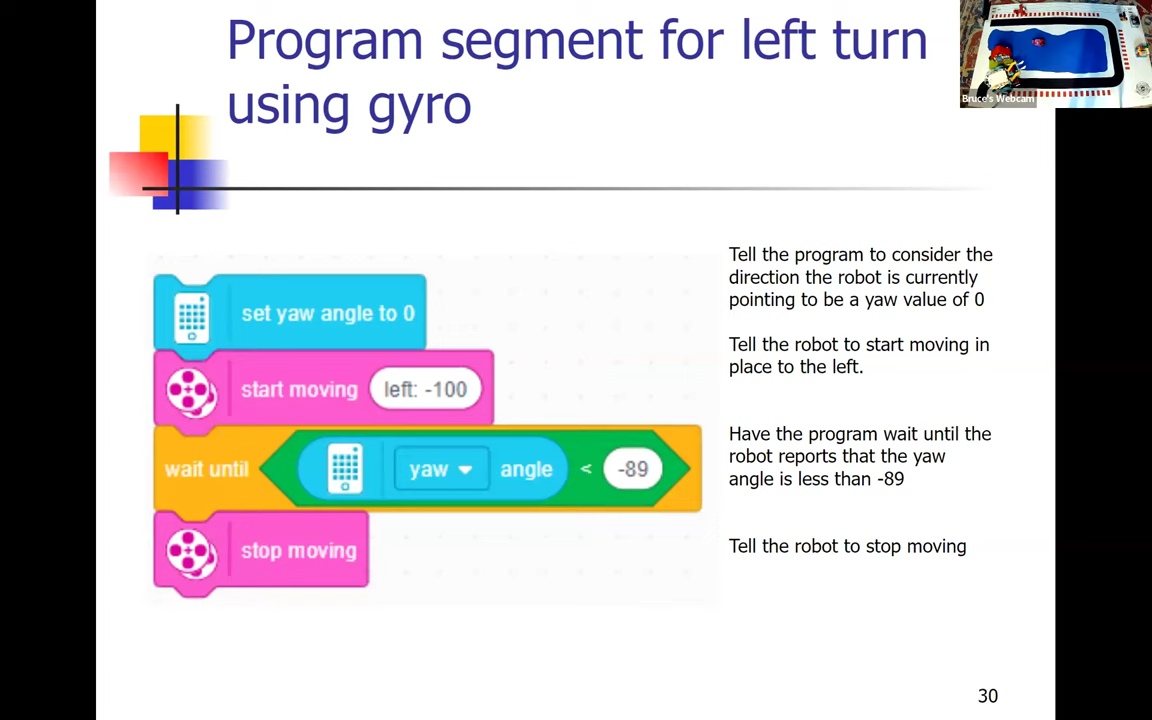 Program segment for left turn
using gyro
Bruce's Webcam
set yaw angle to 0
start moving left: -100
wait until yaw angle < -89
stop moving
Tell the program to consider the
direction the robot is currently
pointing to be a yaw value of 0
Tell the robot to start moving in
place to the left.
Have the program wait until the
robot reports that the yaw
angle is less than -89
Tell the robot to stop moving
30